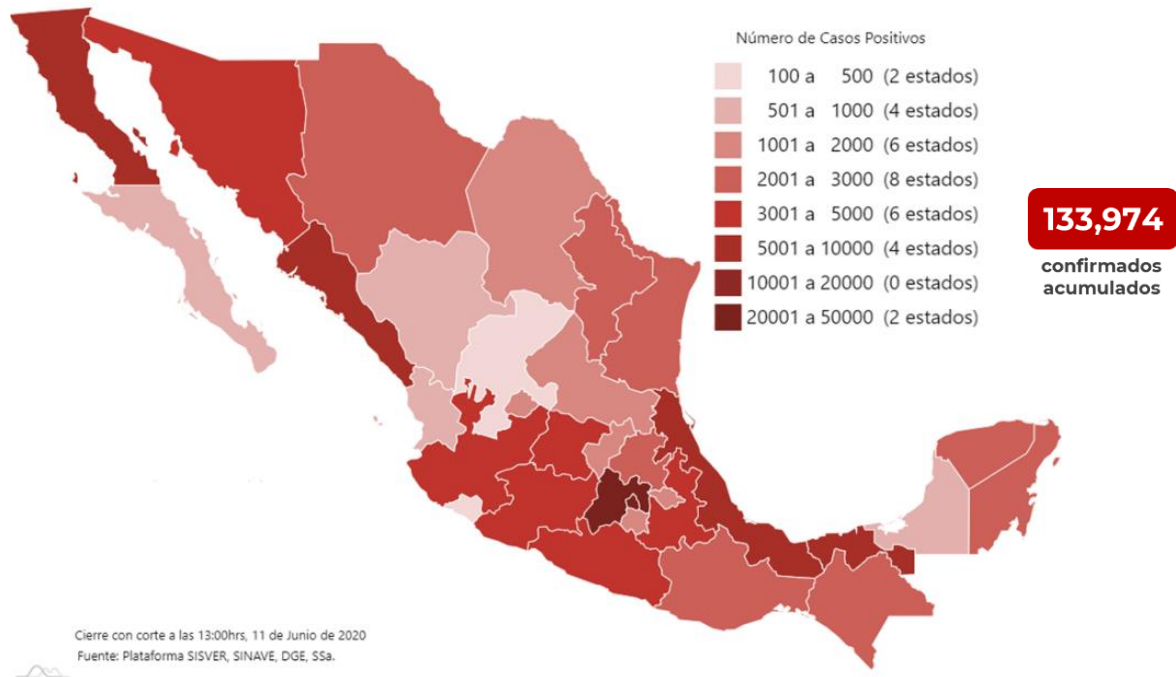 Número de Casos Positivos
100 a 500 (2 estados)
501 a 1000 (4 estados)
1001 a 2000 (6 estados)
2001 a 3000 (8 estados)
3001 a 5000 (6 estados)
5001 a 10000 (4 estados)
10001 a 20000 (0 estados)
20001 a 50000 (2 estados)
133,974
confirmados
acumulados
Cierre con corte a las 13:00hrs, 11 de Junio de 2020
Fuente: Plataforma SISVER, SINAVE, DGE, SSa.